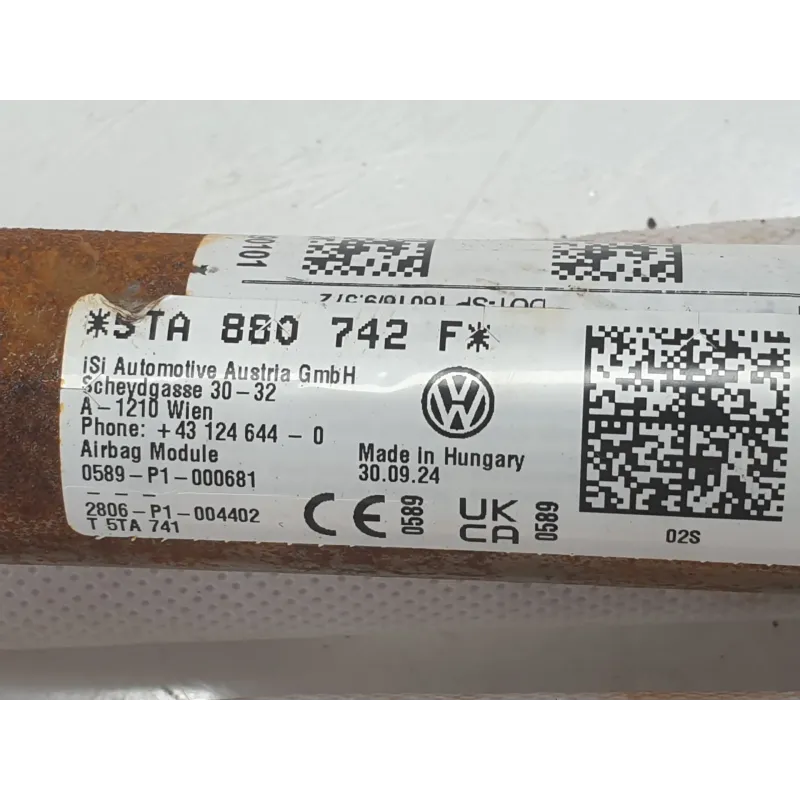 *5TA 880 742 F*
iSi Automotive Austria GmbH
Scheydgasse 30-32
A-1210 Wien
Phone: +43 124 644-0
Airbag Module
0589-P1-000681
---
2806-P1-004402
T 5TA 741
VW
Made In Hungary
30.09.24
CE 0589
UK
CA 0589
02S